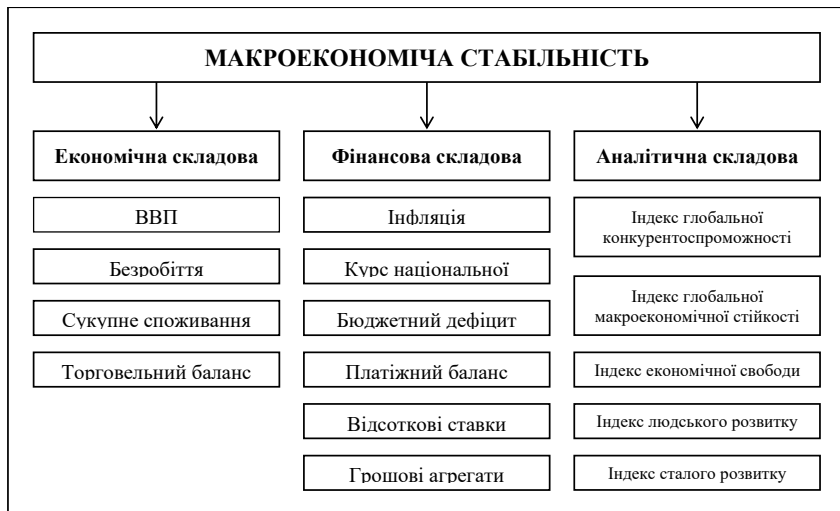 МАКРОЕКОНОМІЧА СТАБІЛЬНІСТЬ
Економічна складова
ВВП
Безробіття
Сукупне споживання
Торговельний баланс
Фінансова складова
Інфляція
Курс національної
Бюджетний дефіцит
Платіжний баланс
Відсоткові ставки
Грошові агрегати
Аналітична складова
Індекс глобальної
конкурентоспроможності
Індекс глобальної
макроекономічної стійкості
Індекс економічної свободи
Індекс людського розвитку
Індекс сталого розвитку